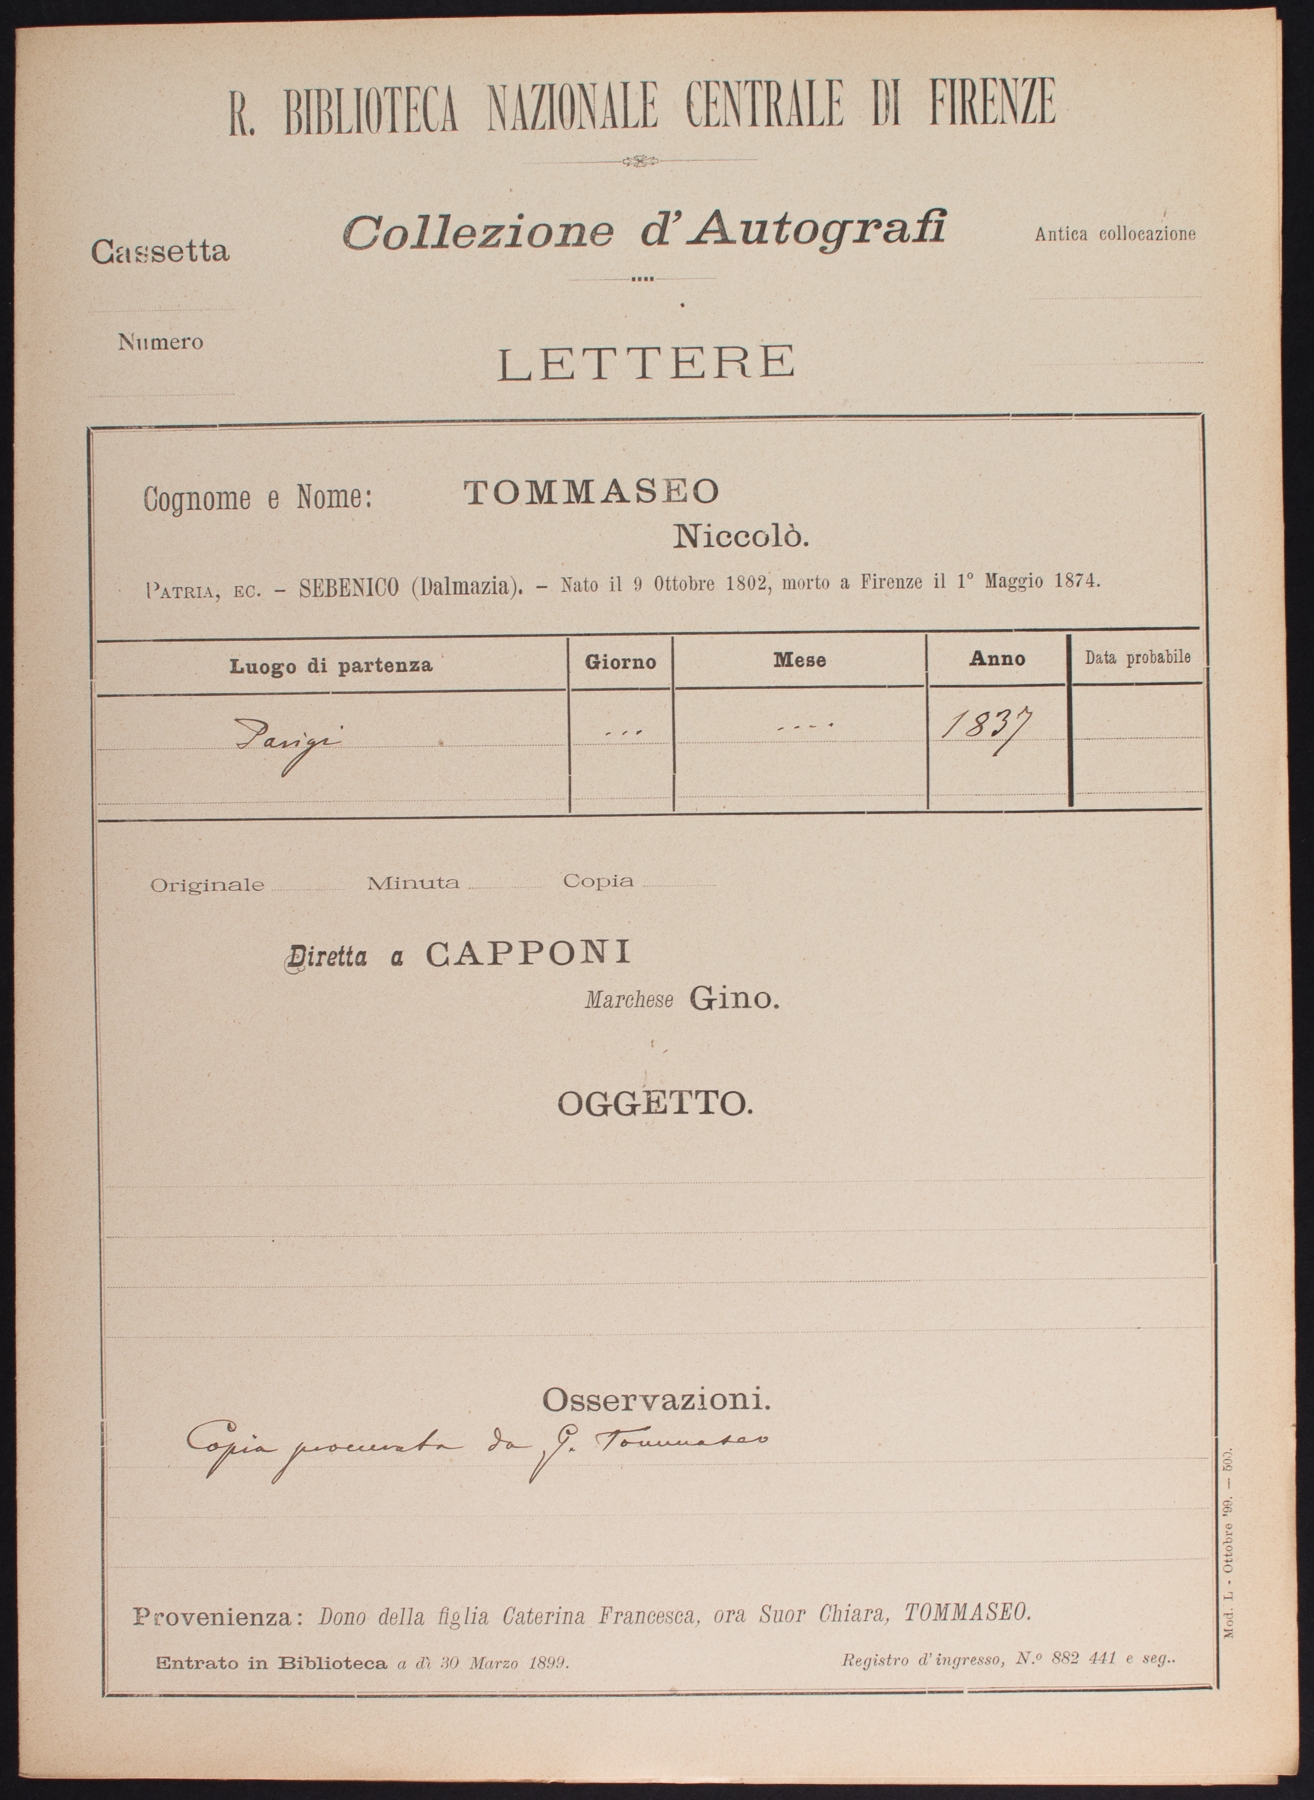 R. BIBLIOTECA NAZIONALE CENTRALE DI FIRENZE
Collezione d'Autografi
Cassetta
Antica collocazione
Numero
LETTERE
Cognome e Nome: TOMMASEO
Niccolò.
PATRIA, EC. – SEBENICO (Dalmazia). – Nato il 9 Ottobre 1802, morto a Firenze il 1° Maggio 1874.
Luogo di partenza Giorno Mese Anno Data probabile
Parigi ... .... 1837
Originale Minuta Copia
Diretta a CAPPONI
Marchese Gino.
OGGETTO.
Osservazioni.
Copia procurata da G. Tommaseo
Provenienza: Dono della figlia Caterina Francesca, ora Suor Chiara, TOMMASEO.
Entrato in Biblioteca a dì 30 Marzo 1899. Registro d'ingresso, N.º 882 441 e seg..
Mod. L - Ottobre '99. — 500.